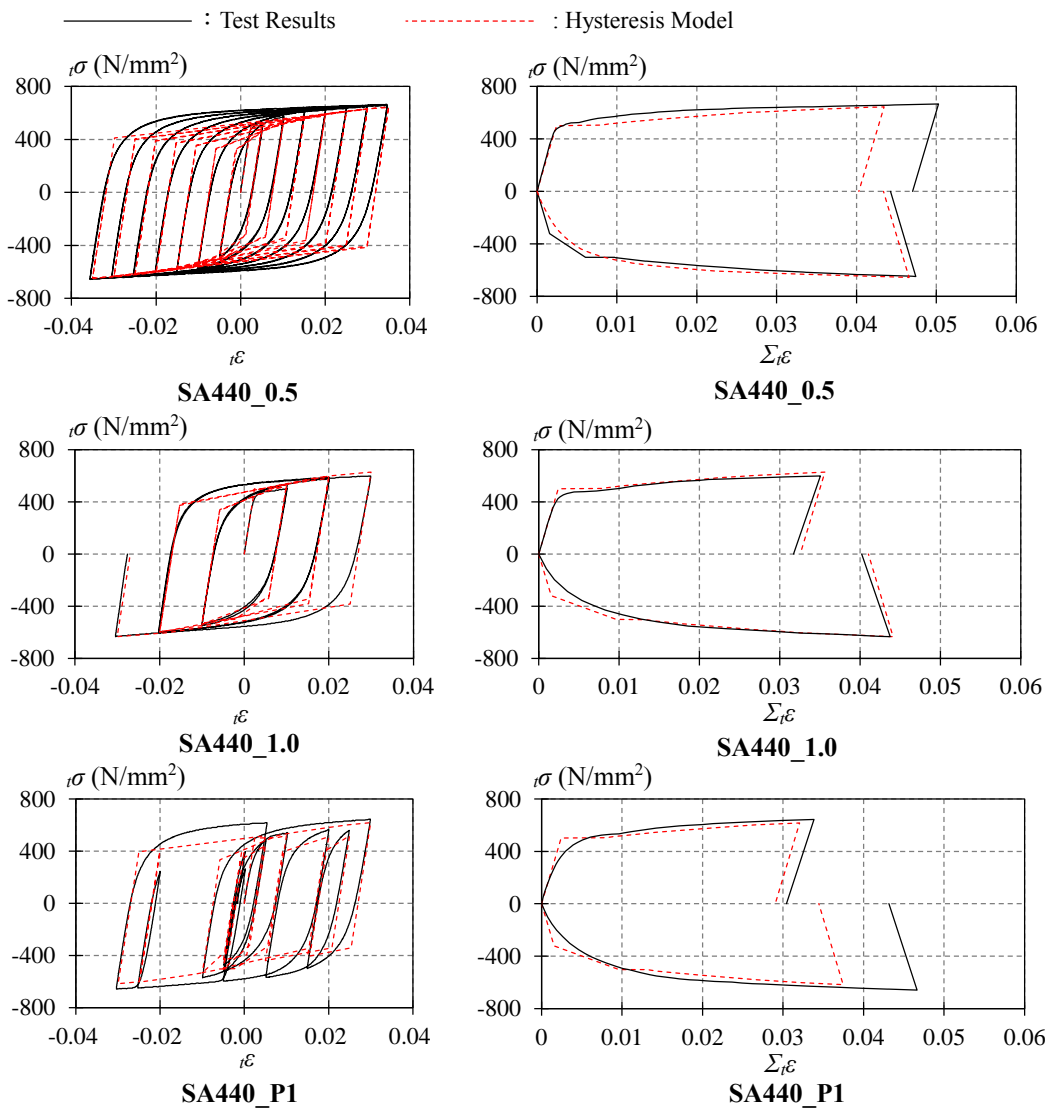 : Test Results : Hysteresis Model
tσ (N/mm²) tσ (N/mm²)
800 800
400 400
0 0
-400 -400
-800 -800
-0.04 -0.02 0.00 0.02 0.04 0 0.01 0.02 0.03 0.04 0.05 0.06
tε Σtε
SA440_0.5 SA440_0.5
tσ (N/mm²) tσ (N/mm²)
800 800
400 400
0 0
-400 -400
-800 -800
-0.04 -0.02 0 0.02 0.04 0 0.01 0.02 0.03 0.04 0.05 0.06
tε Σtε
SA440_1.0 SA440_1.0
tσ (N/mm²) tσ (N/mm²)
800 800
400 400
0 0
-400 -400
-800 -800
-0.04 -0.02 0 0.02 0.04 0 0.01 0.02 0.03 0.04 0.05 0.06
tε Σtε
SA440_P1 SA440_P1